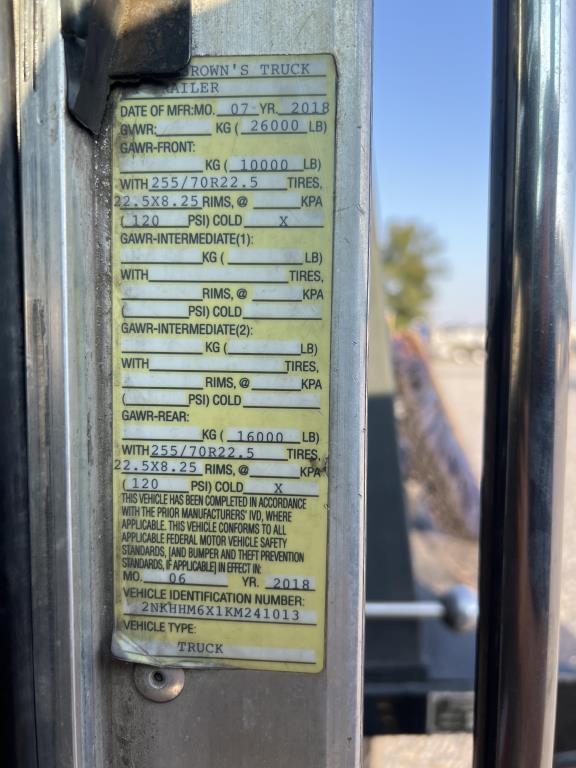 BROWN'S TRUCK
TRAILER
DATE OF MFR:MO. 07 YR. 2018
GVWR: KG ( 26000 LB)
GAWR-FRONT:
KG ( 10000 LB)
WITH 255/70R22.5 TIRES,
22.5X8.25 RIMS, @ KPA
(120 PSI) COLD X
GAWR-INTERMEDIATE(1):
KG ( LB)
WITH TIRES,
RIMS, @ KPA
( PSI) COLD
GAWR-INTERMEDIATE(2):
KG ( LB)
WITH TIRES,
RIMS, @ KPA
( PSI) COLD
GAWR-REAR:
KG ( 16000 LB)
WITH 255/70R22.5 TIRES,
22.5X8.25 RIMS, @ KPA
(120 PSI) COLD X
THIS VEHICLE HAS BEEN COMPLETED IN ACCORDANCE
WITH THE PRIOR MANUFACTURERS' IVD, WHERE
APPLICABLE. THIS VEHICLE CONFORMS TO ALL
APPLICABLE FEDERAL MOTOR VEHICLE SAFETY
STANDARDS, [AND BUMPER AND THEFT PREVENTION
STANDARDS, IF APPLICABLE] IN EFFECT IN:
MO. 06 YR. 2018
VEHICLE IDENTIFICATION NUMBER:
2NKHHM6X1KM241013
VEHICLE TYPE:
TRUCK